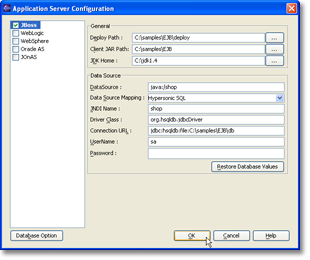 Application Server Configuration
JBoss
WebLogic
WebSphere
Oracle AS
JOnAS
General
Deploy Path : C:\samples\EJB\deploy ...
Client JAR Path: C:\samples\EJB ...
JDK Home : C:\jdk1.4 ...
Data Source
DataSource : java:/shop
Data Source Mapping : Hypersonic SQL
JNDI Name : shop
Driver Class : org.hsqldb.jdbcDriver
Connection URL : jdbc:hsqldb:file:C:\samples\EJB\db
UserName : sa
Password :
Restore Database Values
Database Option OK Cancel Help